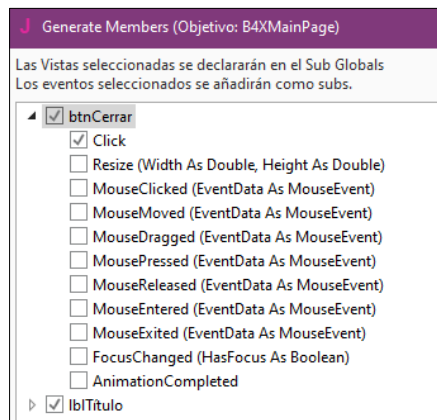 J Generate Members (Objetivo: B4XMainPage)
Las Vistas seleccionadas se declararán en el Sub Globals
Los eventos seleccionados se añadirán como subs.
btnCerrar
Click
Resize (Width As Double, Height As Double)
MouseClicked (EventData As MouseEvent)
MouseMoved (EventData As MouseEvent)
MouseDragged (EventData As MouseEvent)
MousePressed (EventData As MouseEvent)
MouseReleased (EventData As MouseEvent)
MouseEntered (EventData As MouseEvent)
MouseExited (EventData As MouseEvent)
FocusChanged (HasFocus As Boolean)
AnimationCompleted
lblTítulo